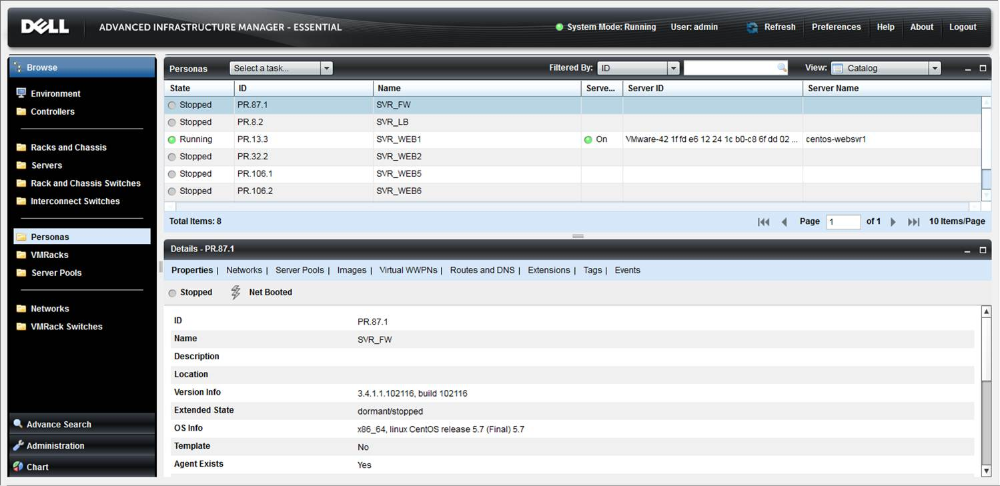 DELL ADVANCED INFRASTRUCTURE MANAGER - ESSENTIAL System Mode: Running User: admin Refresh Preferences Help About Logout
Browse
Environment
Controllers
Racks and Chassis
Servers
Rack and Chassis Switches
Interconnect Switches
Personas
VMRacks
Server Pools
Networks
VMRack Switches
Advance Search
Administration
Chart
Personas Select a task... Filtered By: ID View: Catalog
State ID Name Serve... Server ID Server Name
Stopped PR.87.1 SVR_FW
Stopped PR.8.2 SVR_LB
Running PR.13.3 SVR_WEB1 On VMware-42 1f fd e6 12 24 1c b0-c8 6f dd 02 ... centos-websvr1
Stopped PR.32.2 SVR_WEB2
Stopped PR.106.1 SVR_WEB5
Stopped PR.106.2 SVR_WEB6
Total Items: 8 Page 1 of 1 10 Items/Page
Details - PR.87.1
Properties | Networks | Server Pools | Images | Virtual WWPNs | Routes and DNS | Extensions | Tags | Events
Stopped Net Booted
ID PR.87.1
Name SVR_FW
Description
Location
Version Info 3.4.1.1.102116, build 102116
Extended State dormant/stopped
OS Info x86_64, linux CentOS release 5.7 (Final) 5.7
Template No
Agent Exists Yes